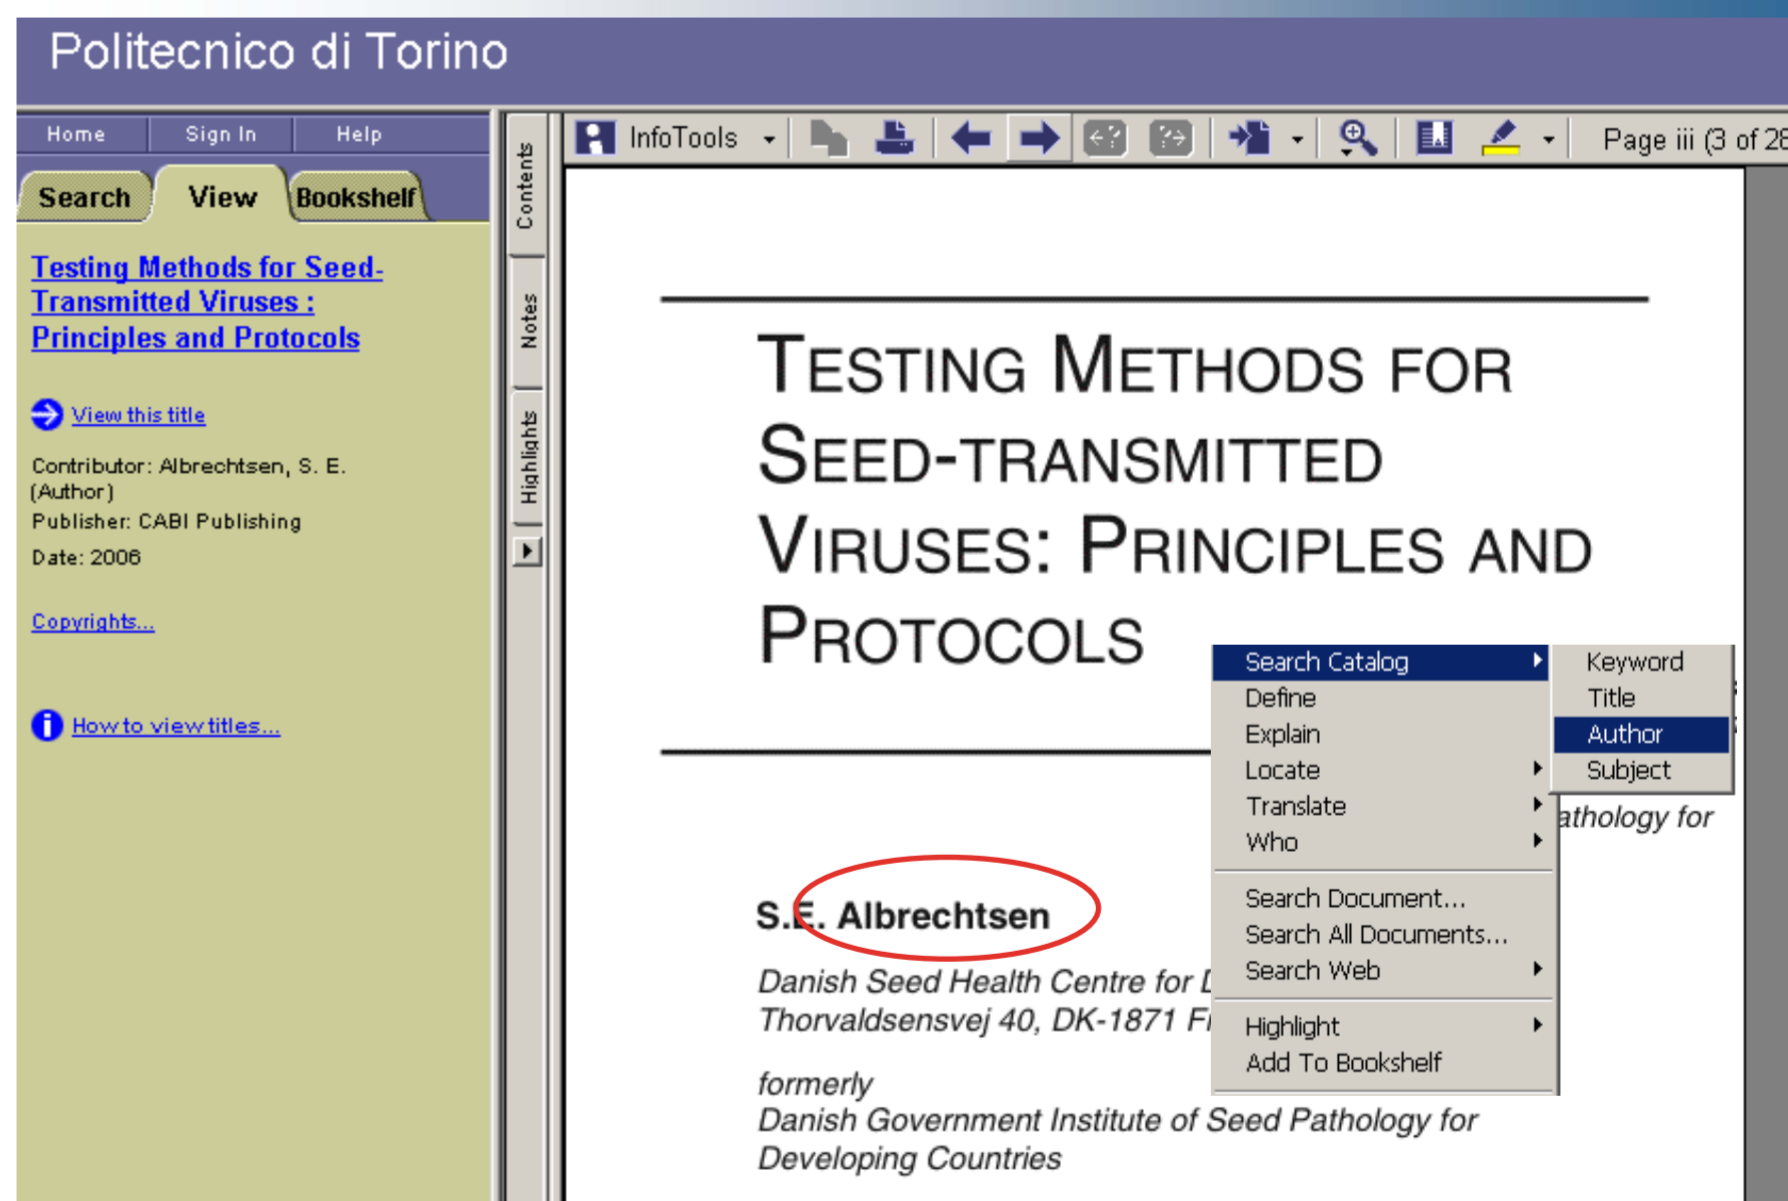 Politecnico di Torino
Home Sign In Help
Search View Bookshelf
Testing Methods for Seed-
Transmitted Viruses :
Principles and Protocols
View this title
Contributor: Albrechtsen, S. E.
(Author)
Publisher: CABI Publishing
Date: 2006
Copyrights...
How to view titles...
Contents
Notes
Highlights
InfoTools
Page iii (3 of 28
TESTING METHODS FOR
SEED-TRANSMITTED
VIRUSES: PRINCIPLES AND
PROTOCOLS
Search Catalog
Define
Explain
Locate
Translate
Who
Search Document...
Search All Documents...
Search Web
Highlight
Add To Bookshelf
Keyword
Title
Author
Subject
athology for
S.E. Albrechtsen
Danish Seed Health Centre for
Thorvaldsensvej 40, DK-1871
formerly
Danish Government Institute of Seed Pathology for
Developing Countries